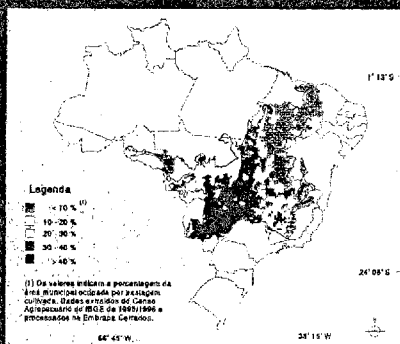 1° 13' S
Legenda
< 10 % (1)
10 - 20 %
20 - 30 %
30 - 40 %
> 40 %
(1) Os valores indicam a porcentagem da
área municipal ocupada por pastagem
cultivada. Dados extraídos do Censo
Agropecuário do IBGE de 1995/1996 e
processados na Embrapa Cerrados.
24° 08' S
64° 45' W
38° 15' W